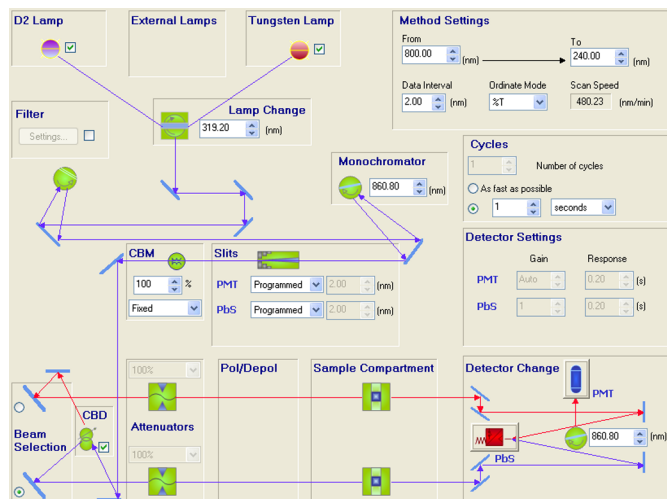 D2 Lamp
External Lamps
Tungsten Lamp
Method Settings
From
To
800.00
(nm)
240.00
(nm)
Data Interval
Ordinate Mode
Scan Speed
2.00
(nm)
%T
480.23
(nm/min)
Filter
Settings...
Lamp Change
319.20
(nm)
Monochromator
860.80
(nm)
Cycles
1
Number of cycles
As fast as possible
1
seconds
CBM
100
%
Fixed
Slits
PMT
Programmed
2.00
(nm)
PbS
Programmed
2.00
(nm)
Detector Settings
Gain
Response
PMT
Auto
0.20
(s)
PbS
1
0.20
(s)
Beam
Selection
CBD
100%
Attenuators
100%
Pol/Depol
Sample Compartment
Detector Change
PMT
860.80
(nm)
PbS